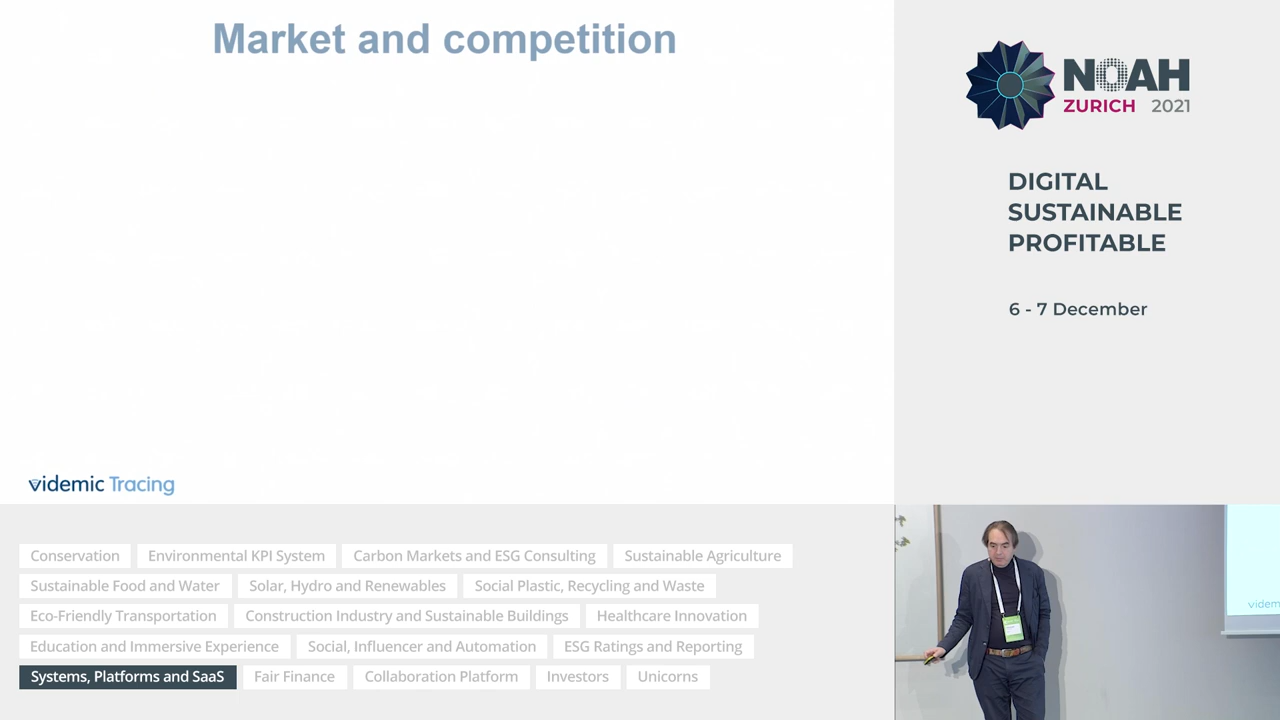 Market and competition
videmic Tracing
NOAH
ZURICH 2021
DIGITAL
SUSTAINABLE
PROFITABLE
6 - 7 December
Conservation
Environmental KPI System
Carbon Markets and ESG Consulting
Sustainable Agriculture
Sustainable Food and Water
Solar, Hydro and Renewables
Social Plastic, Recycling and Waste
Eco-Friendly Transportation
Construction Industry and Sustainable Buildings
Healthcare Innovation
Education and Immersive Experience
Social, Influencer and Automation
ESG Ratings and Reporting
Systems, Platforms and SaaS
Fair Finance
Collaboration Platform
Investors
Unicorns
videm